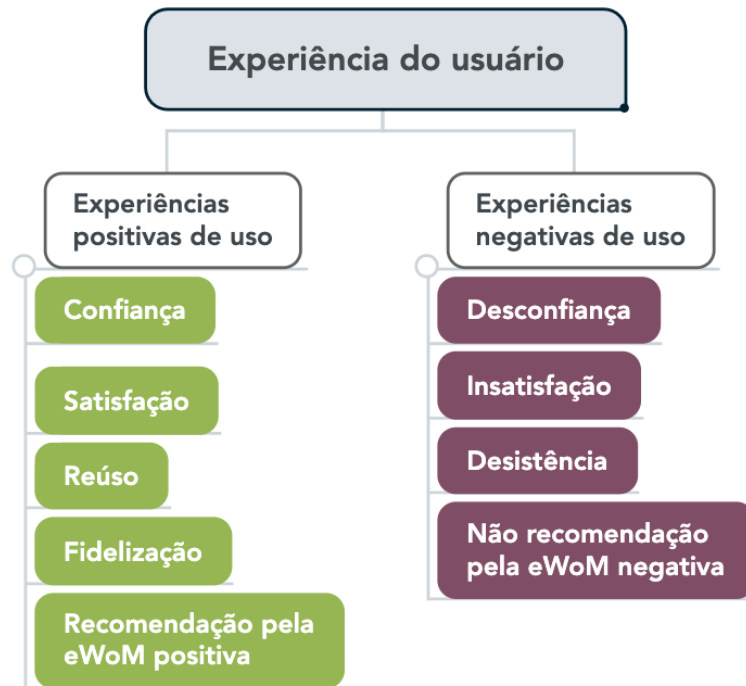 Experiência do usuário
Experiências
positivas de uso
Confiança
Satisfação
Reúso
Fidelização
Recomendação pela
eWoM positiva
Experiências
negativas de uso
Desconfiança
Insatisfação
Desistência
Não recomendação
pela eWoM negativa